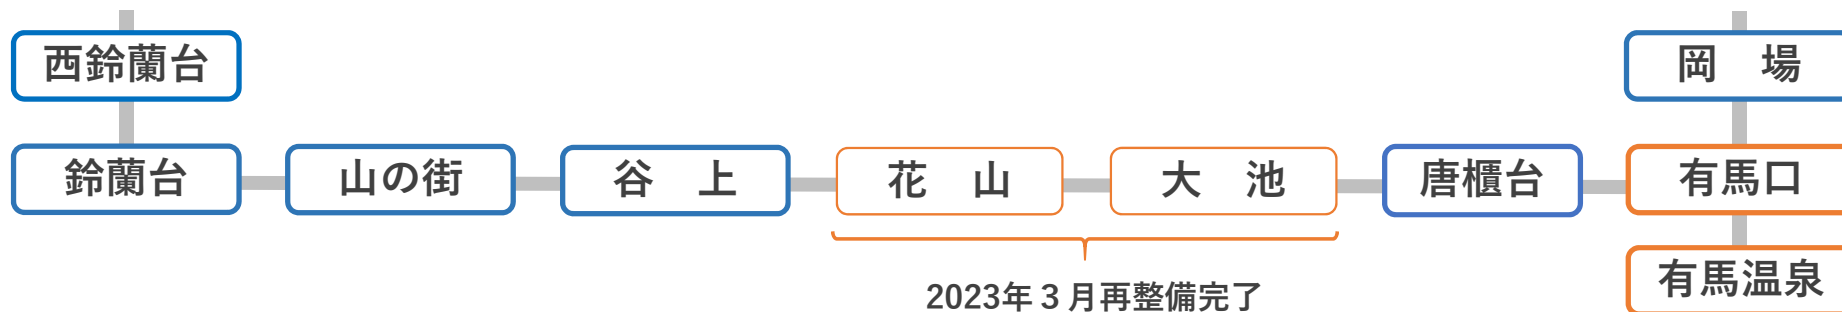 西鈴蘭台
岡　場
鈴蘭台
山の街
谷　上
花　山
大　池
唐櫃台
有馬口
2023年３月再整備完了
有馬温泉